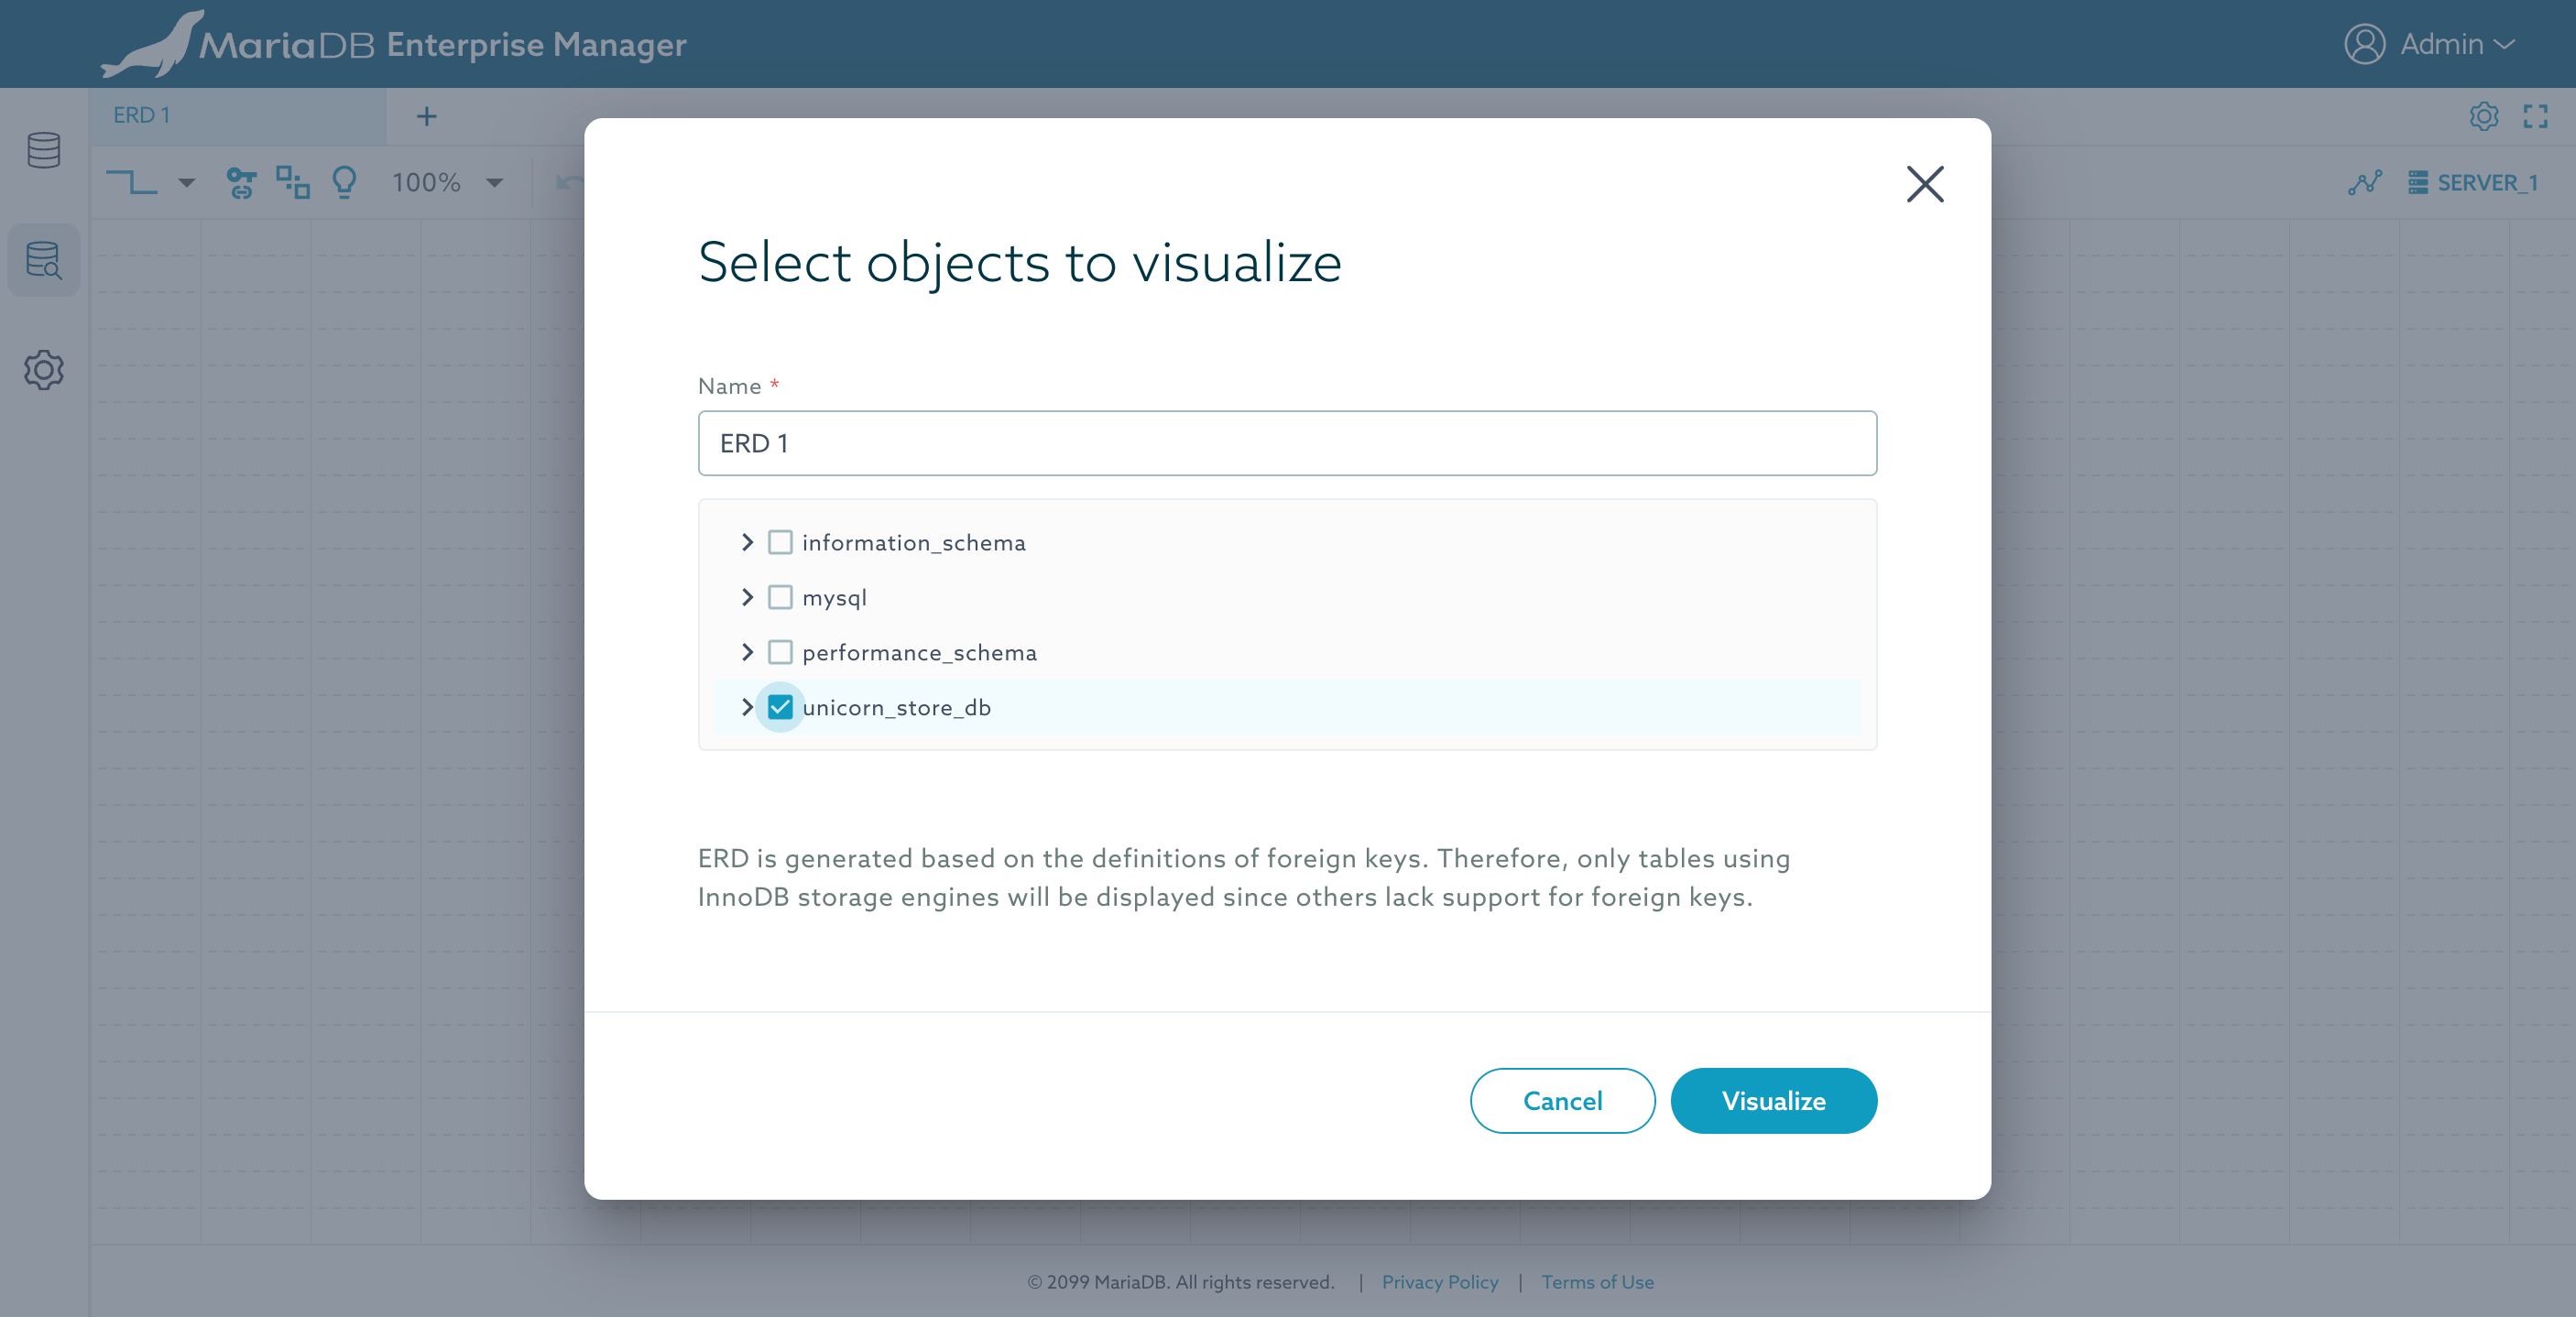 MariaDB Enterprise Manager
Admin
ERD 1
100%
SERVER_1
Select objects to visualize
Name *
ERD 1
information_schema
mysql
performance_schema
unicorn_store_db
ERD is generated based on the definitions of foreign keys. Therefore, only tables using
InnoDB storage engines will be displayed since others lack support for foreign keys.
Cancel
Visualize
© 2099 MariaDB. All rights reserved. | Privacy Policy | Terms of Use